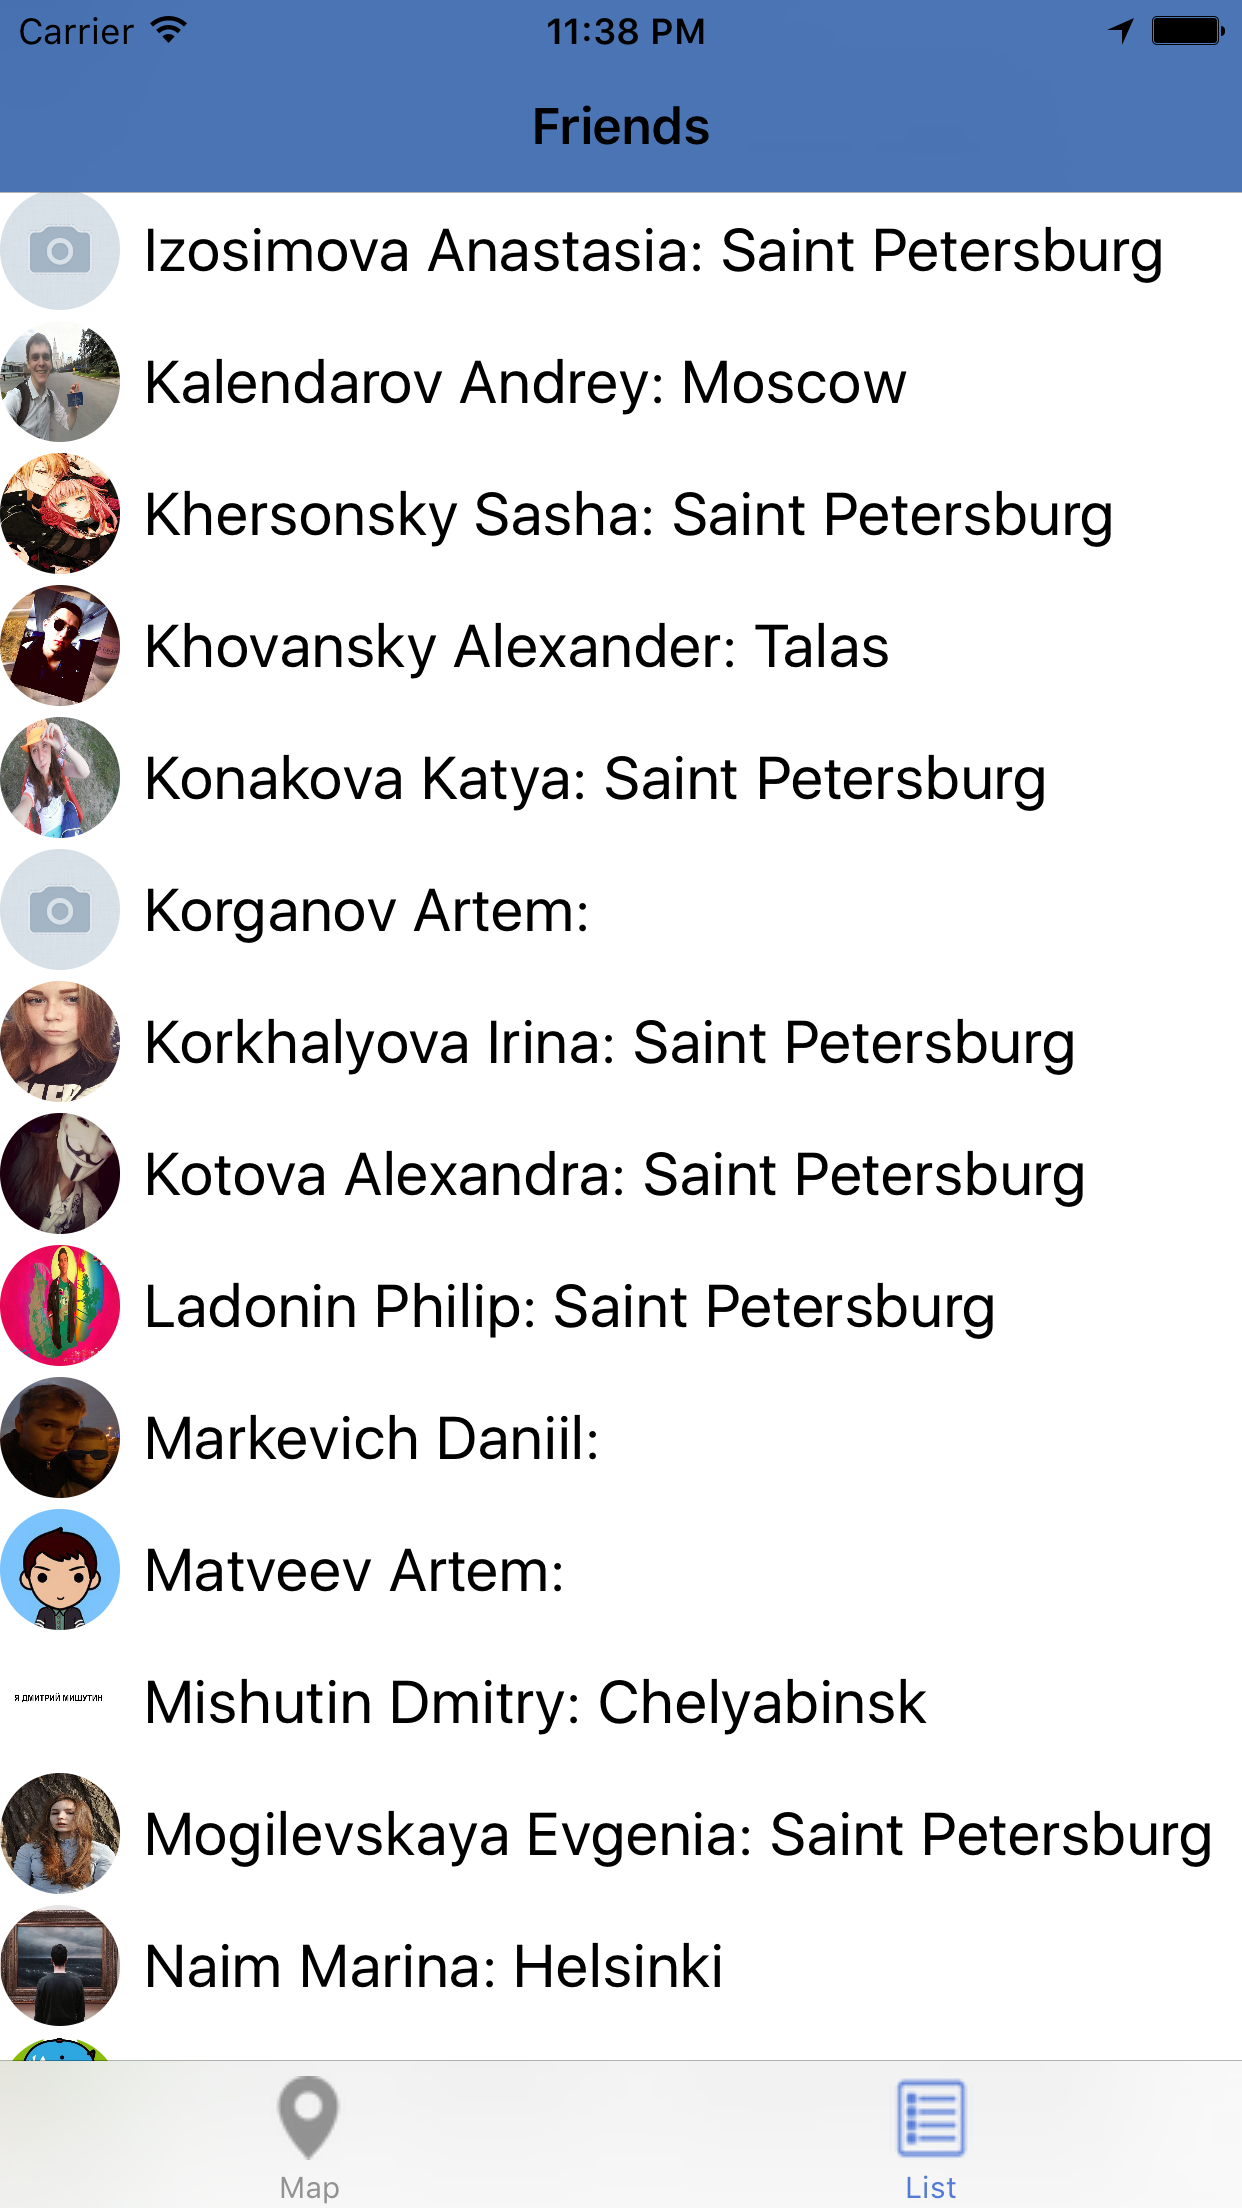 Carrier 11:38 PM
Friends
Izosimova Anastasia: Saint Petersburg
Kalendarov Andrey: Moscow
Khersonsky Sasha: Saint Petersburg
Khovansky Alexander: Talas
Konakova Katya: Saint Petersburg
Korganov Artem:
Korkhalyova Irina: Saint Petersburg
Kotova Alexandra: Saint Petersburg
Ladonin Philip: Saint Petersburg
Markevich Daniil:
Matveev Artem:
Я ДМИТРИЙ МИШУТИН
Mishutin Dmitry: Chelyabinsk
Mogilevskaya Evgenia: Saint Petersburg
Naim Marina: Helsinki
Map List